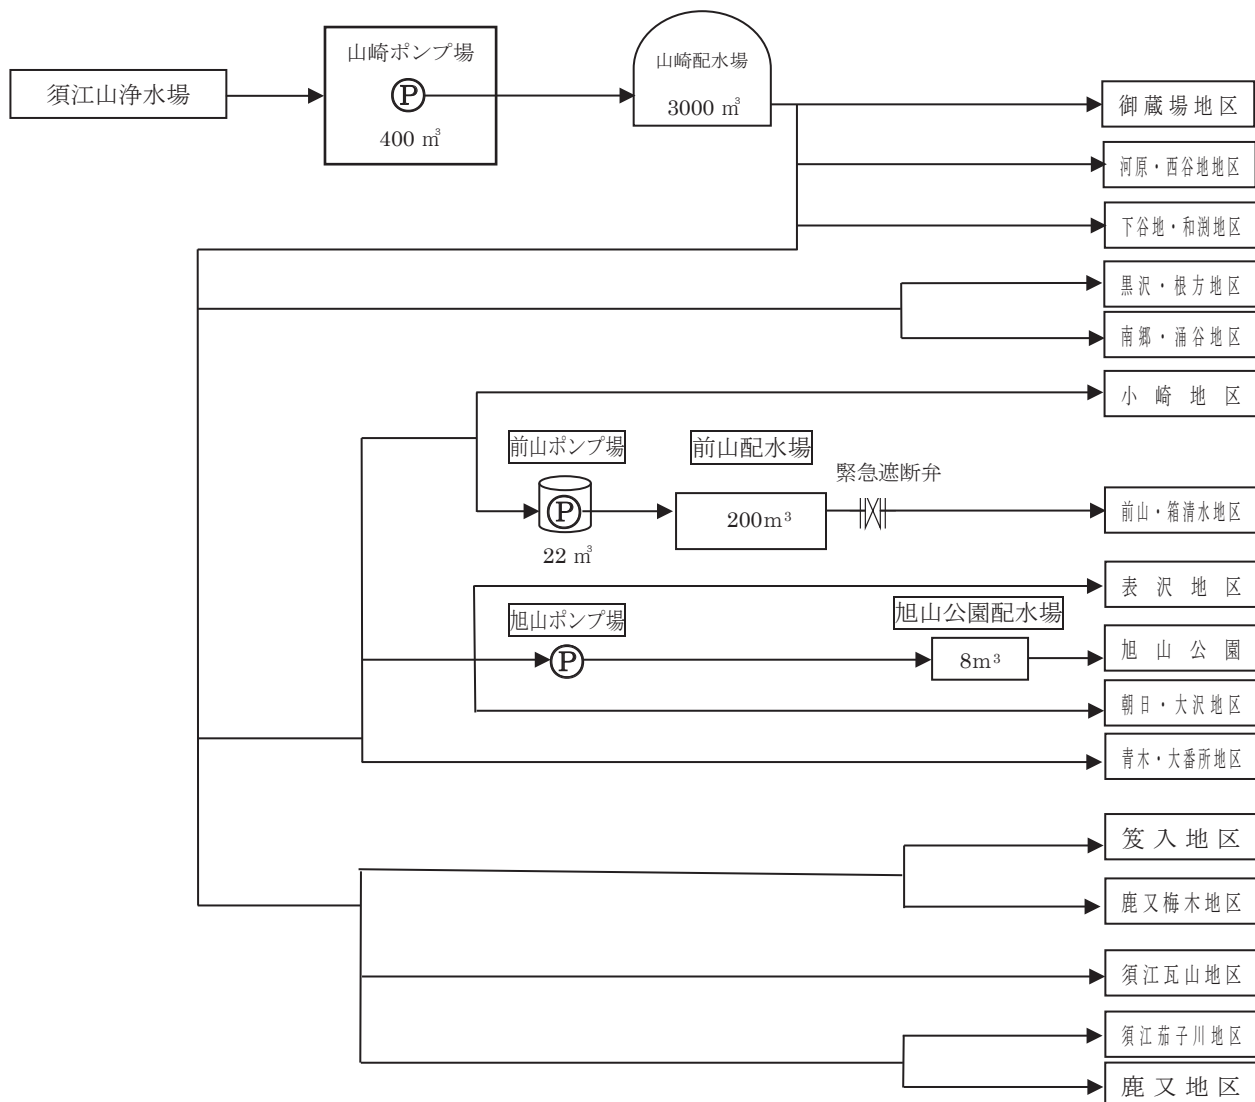 須江山浄水場
山崎ポンプ場
P
400 ㎥
山崎配水場
3000 ㎥
御蔵場地区
河原・西谷地地区
下谷地・和渕地区
黒沢・根方地区
南郷・涌谷地区
小崎地区
前山ポンプ場
P
22 ㎥
前山配水場
200m³
緊急遮断弁
前山・箱清水地区
表沢地区
旭山ポンプ場
P
旭山公園配水場
8m³
旭山公園
朝日・大沢地区
青木・大番所地区
笈入地区
鹿又梅木地区
須江瓦山地区
須江茄子川地区
鹿又地区